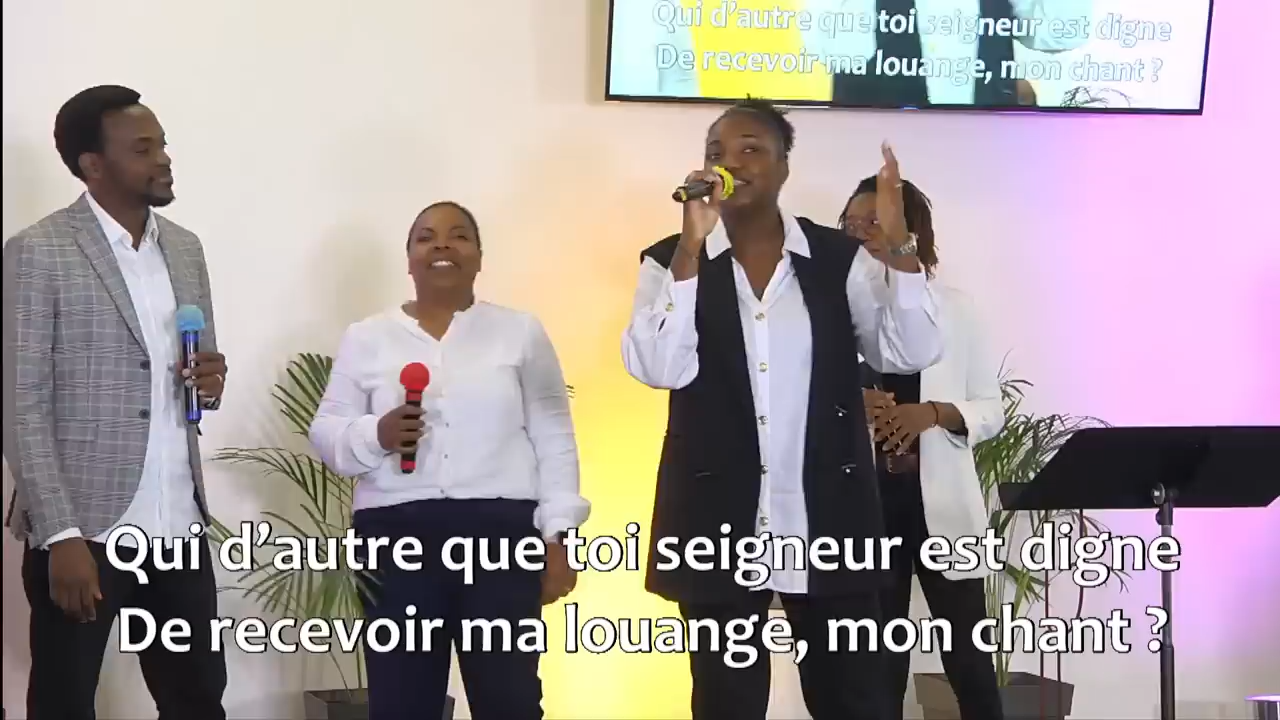 Qui d'autre que toi seigneur est digne
De recevoir ma louange, mon chant ?
Qui d'autre que toi seigneur est digne
De recevoir ma louange, mon chant ?